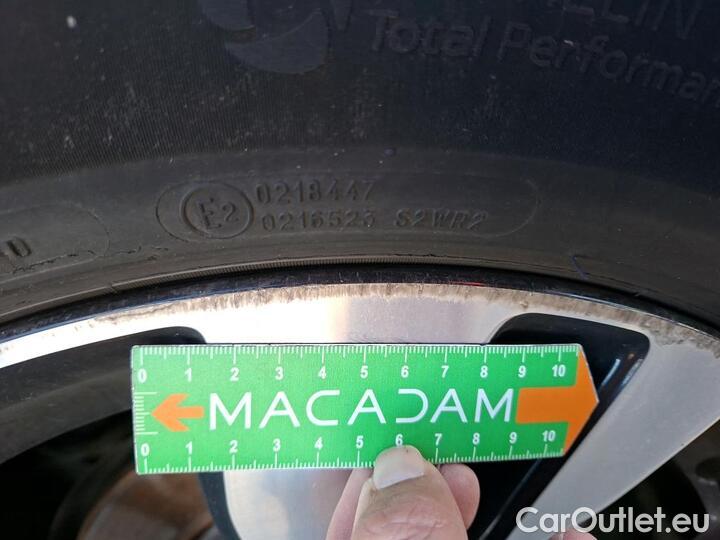 Total Performan
E2
0218447
0216523 S2WR2
0 1 2 3 4 5 6 7 8 9 10
MACADAM
0 1 2 3 4 5 6 7 8 9 10
CarOutlet.eu